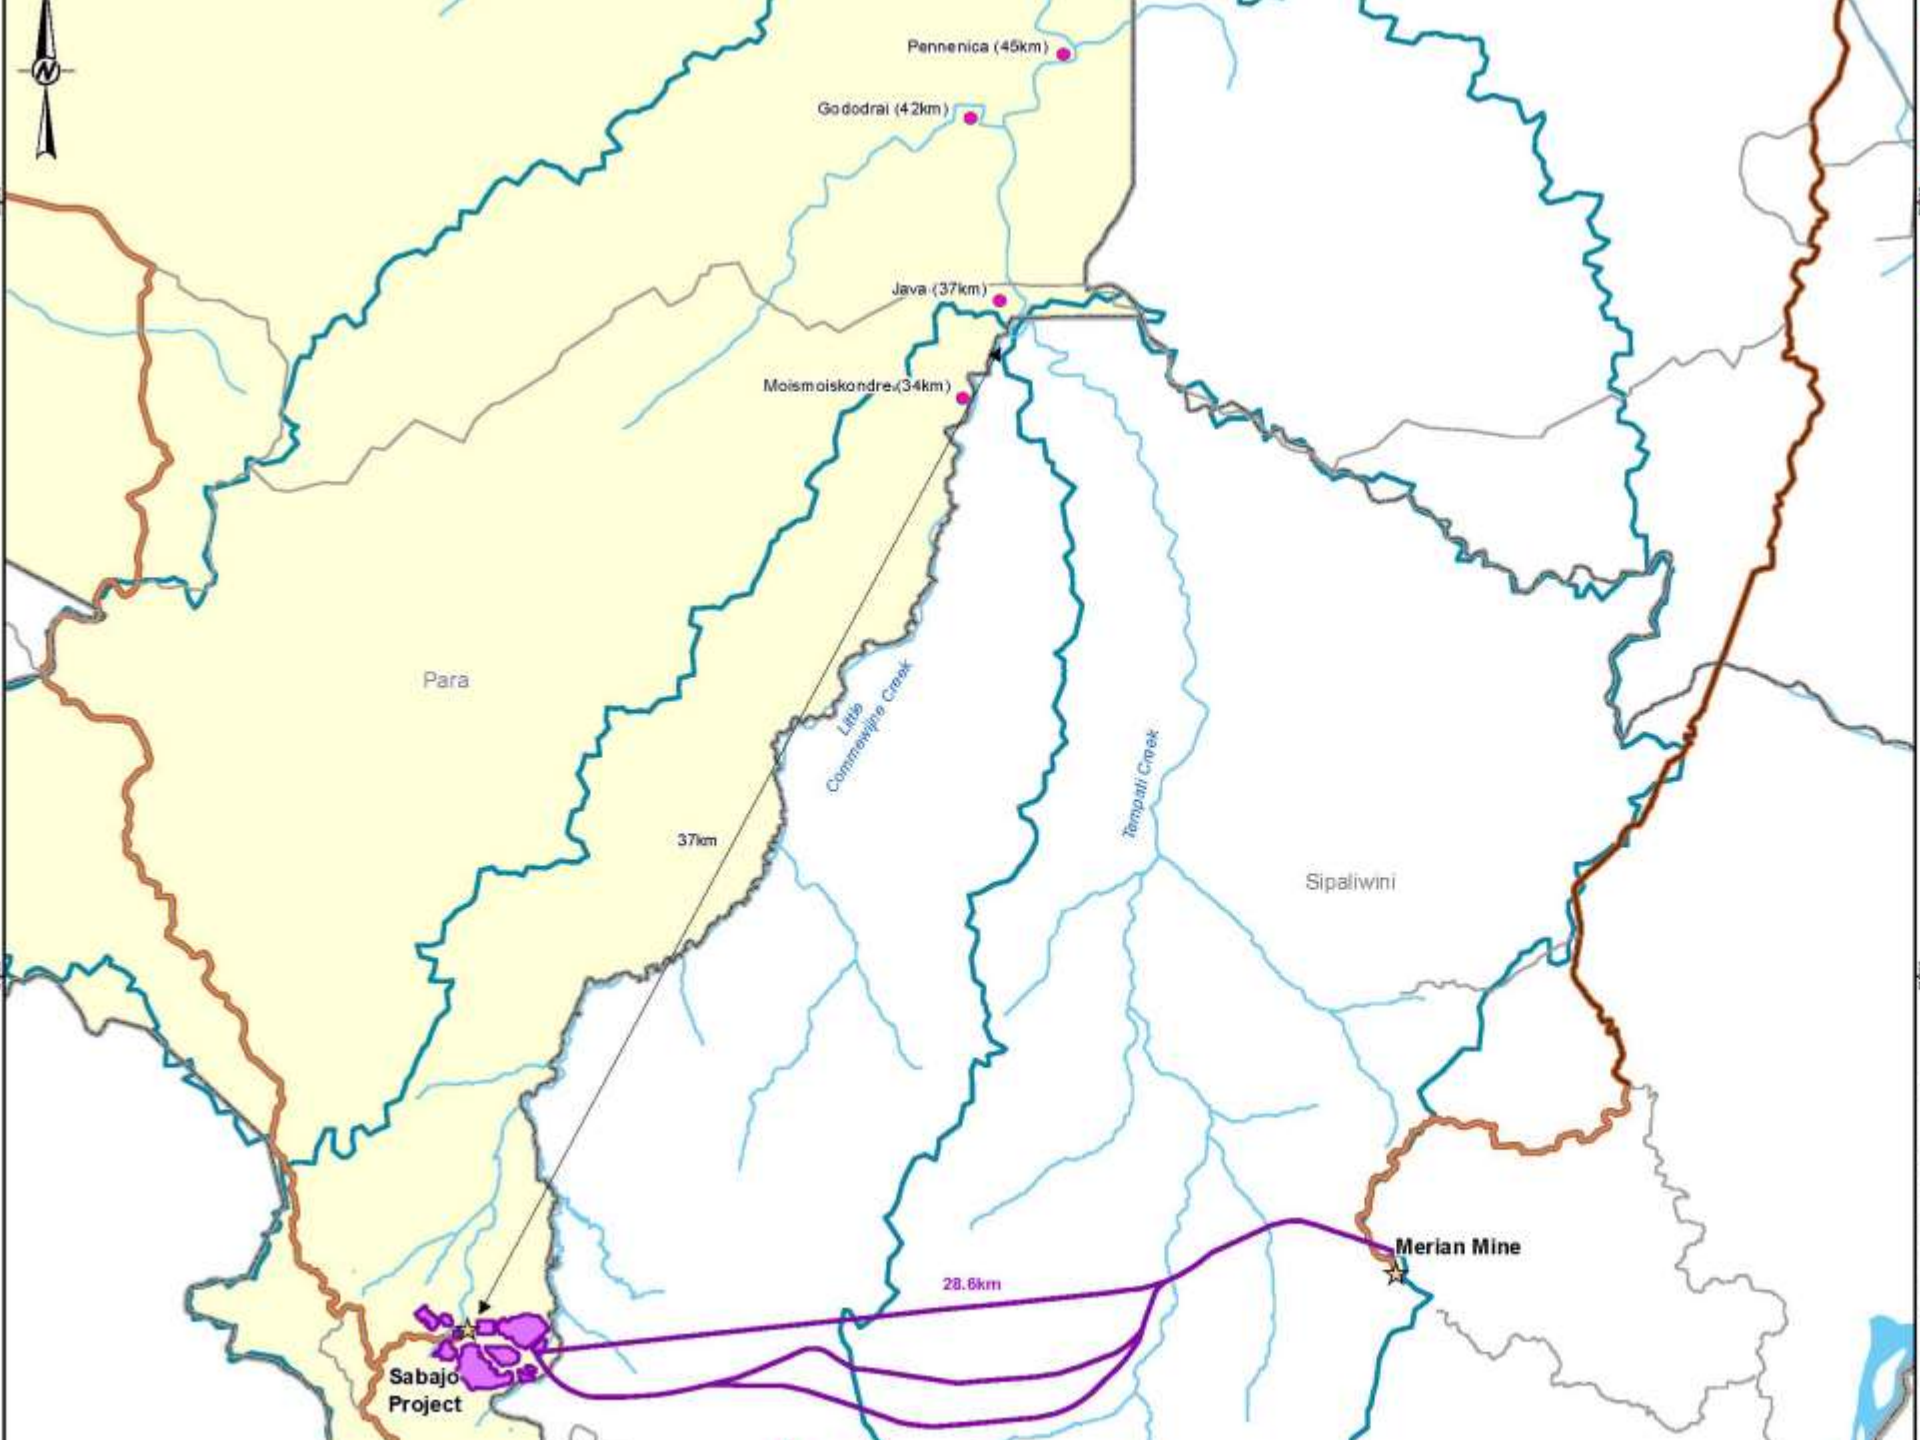 N
Pennenica (45km)
Gododrai (42km)
Java (37km)
Moismoiskondre (34km)
Para
Little
Commewijne Creek
Tempati Creek
37km
Sipaliwini
Merian Mine
28.6km
Sabajo
Project